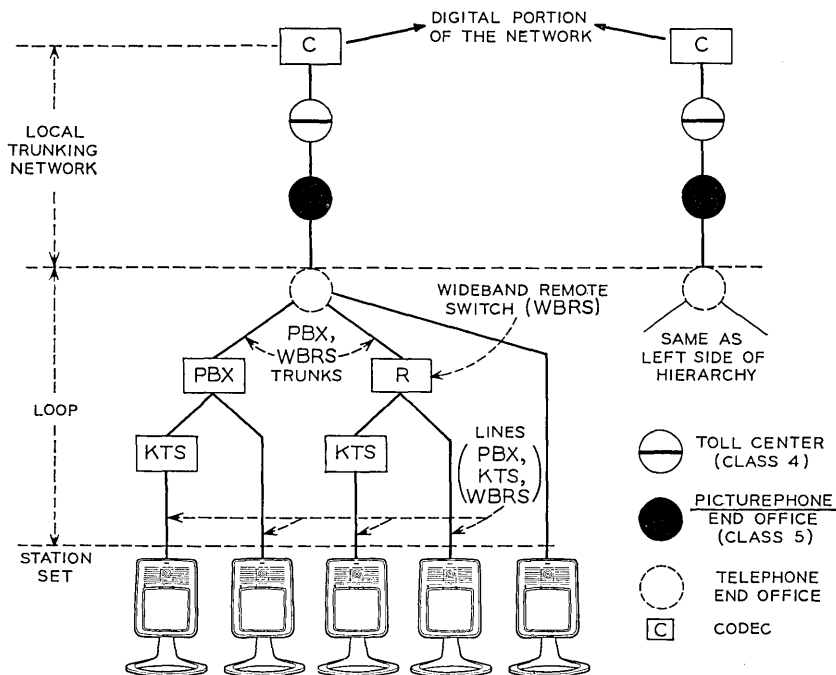 DIGITAL PORTION
OF THE NETWORK
C
C
LOCAL
TRUNKING
NETWORK
WIDEBAND REMOTE
SWITCH (WBRS)
PBX,
WBRS
TRUNKS
SAME AS
LEFT SIDE OF
HIERARCHY
PBX
R
LOOP
KTS
KTS
LINES
(PBX,
KTS,
WBRS)
TOLL CENTER
(CLASS 4)
PICTUREPHONE
END OFFICE
(CLASS 5)
STATION
SET
TELEPHONE
END OFFICE
C CODEC